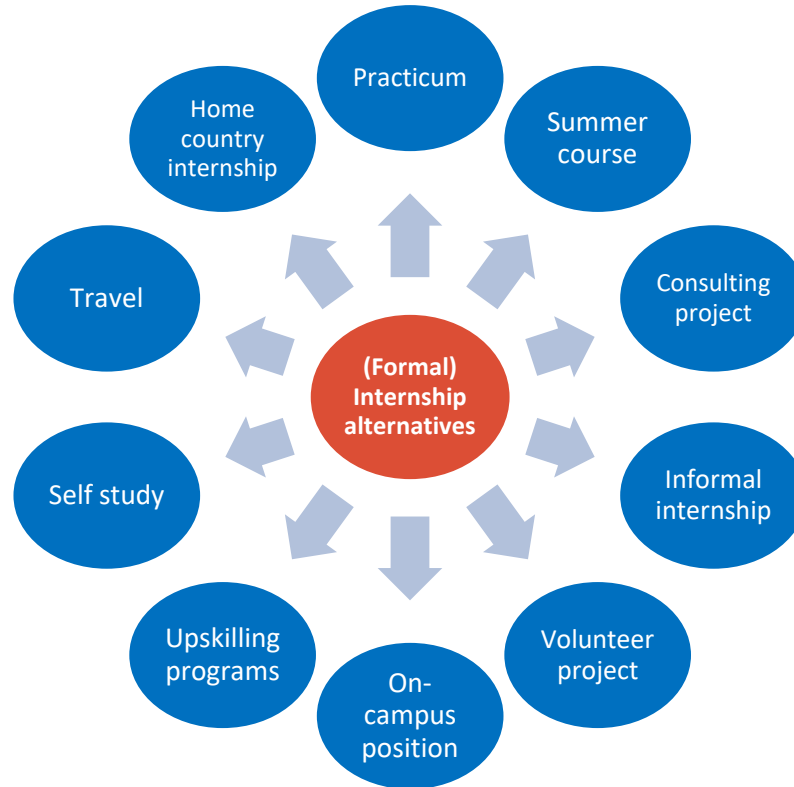 Practicum
Summer
course
Consulting
project
Informal
internship
Volunteer
project
On-
campus
position
Upskilling
programs
Self study
Travel
Home
country
internship
(Formal)
Internship
alternatives